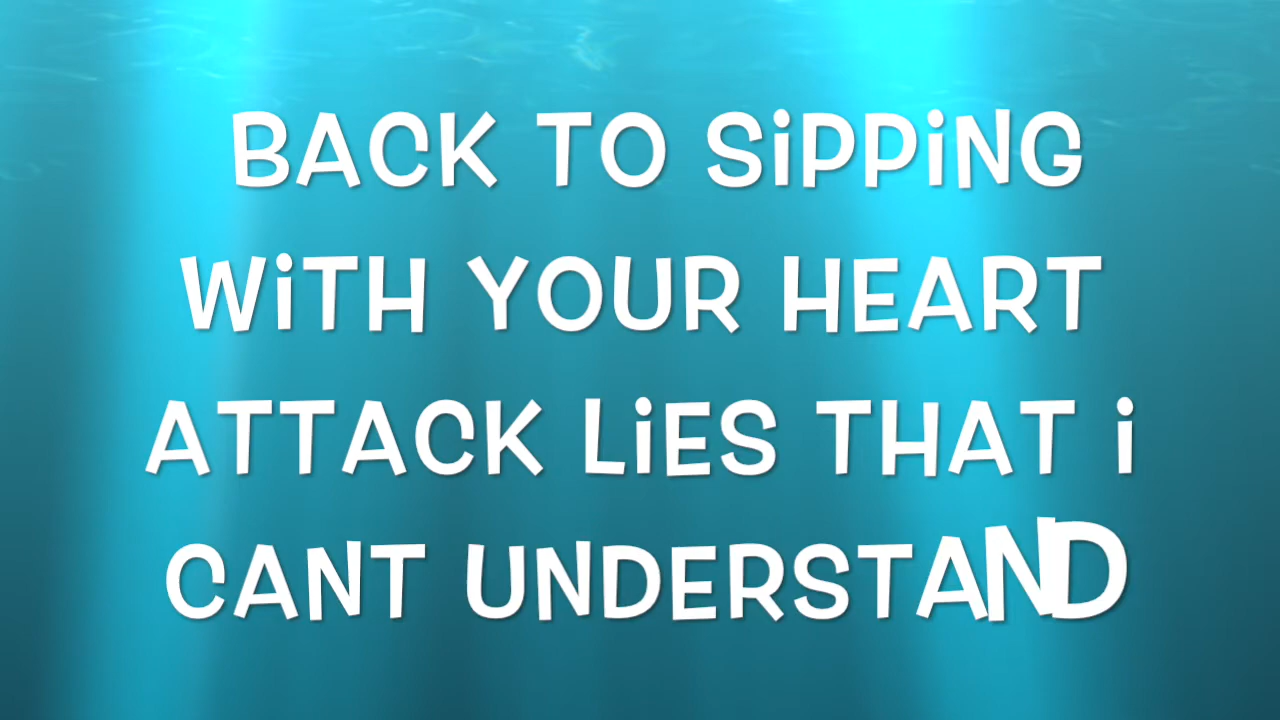 BACK TO SiPPiNG
WiTH YOUR HEART
ATTACK LiES THAT i
CANT UNDERSTAND